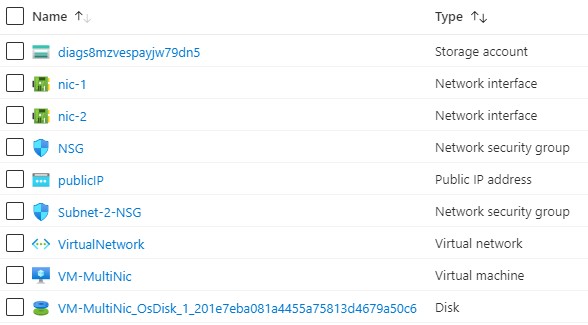 Name Type
diags8mzvespayjw79dn5 Storage account
nic-1 Network interface
nic-2 Network interface
NSG Network security group
publicIP Public IP address
Subnet-2-NSG Network security group
VirtualNetwork Virtual network
VM-MultiNic Virtual machine
VM-MultiNic_OsDisk_1_201e7eba081a4455a75813d4679a50c6 Disk